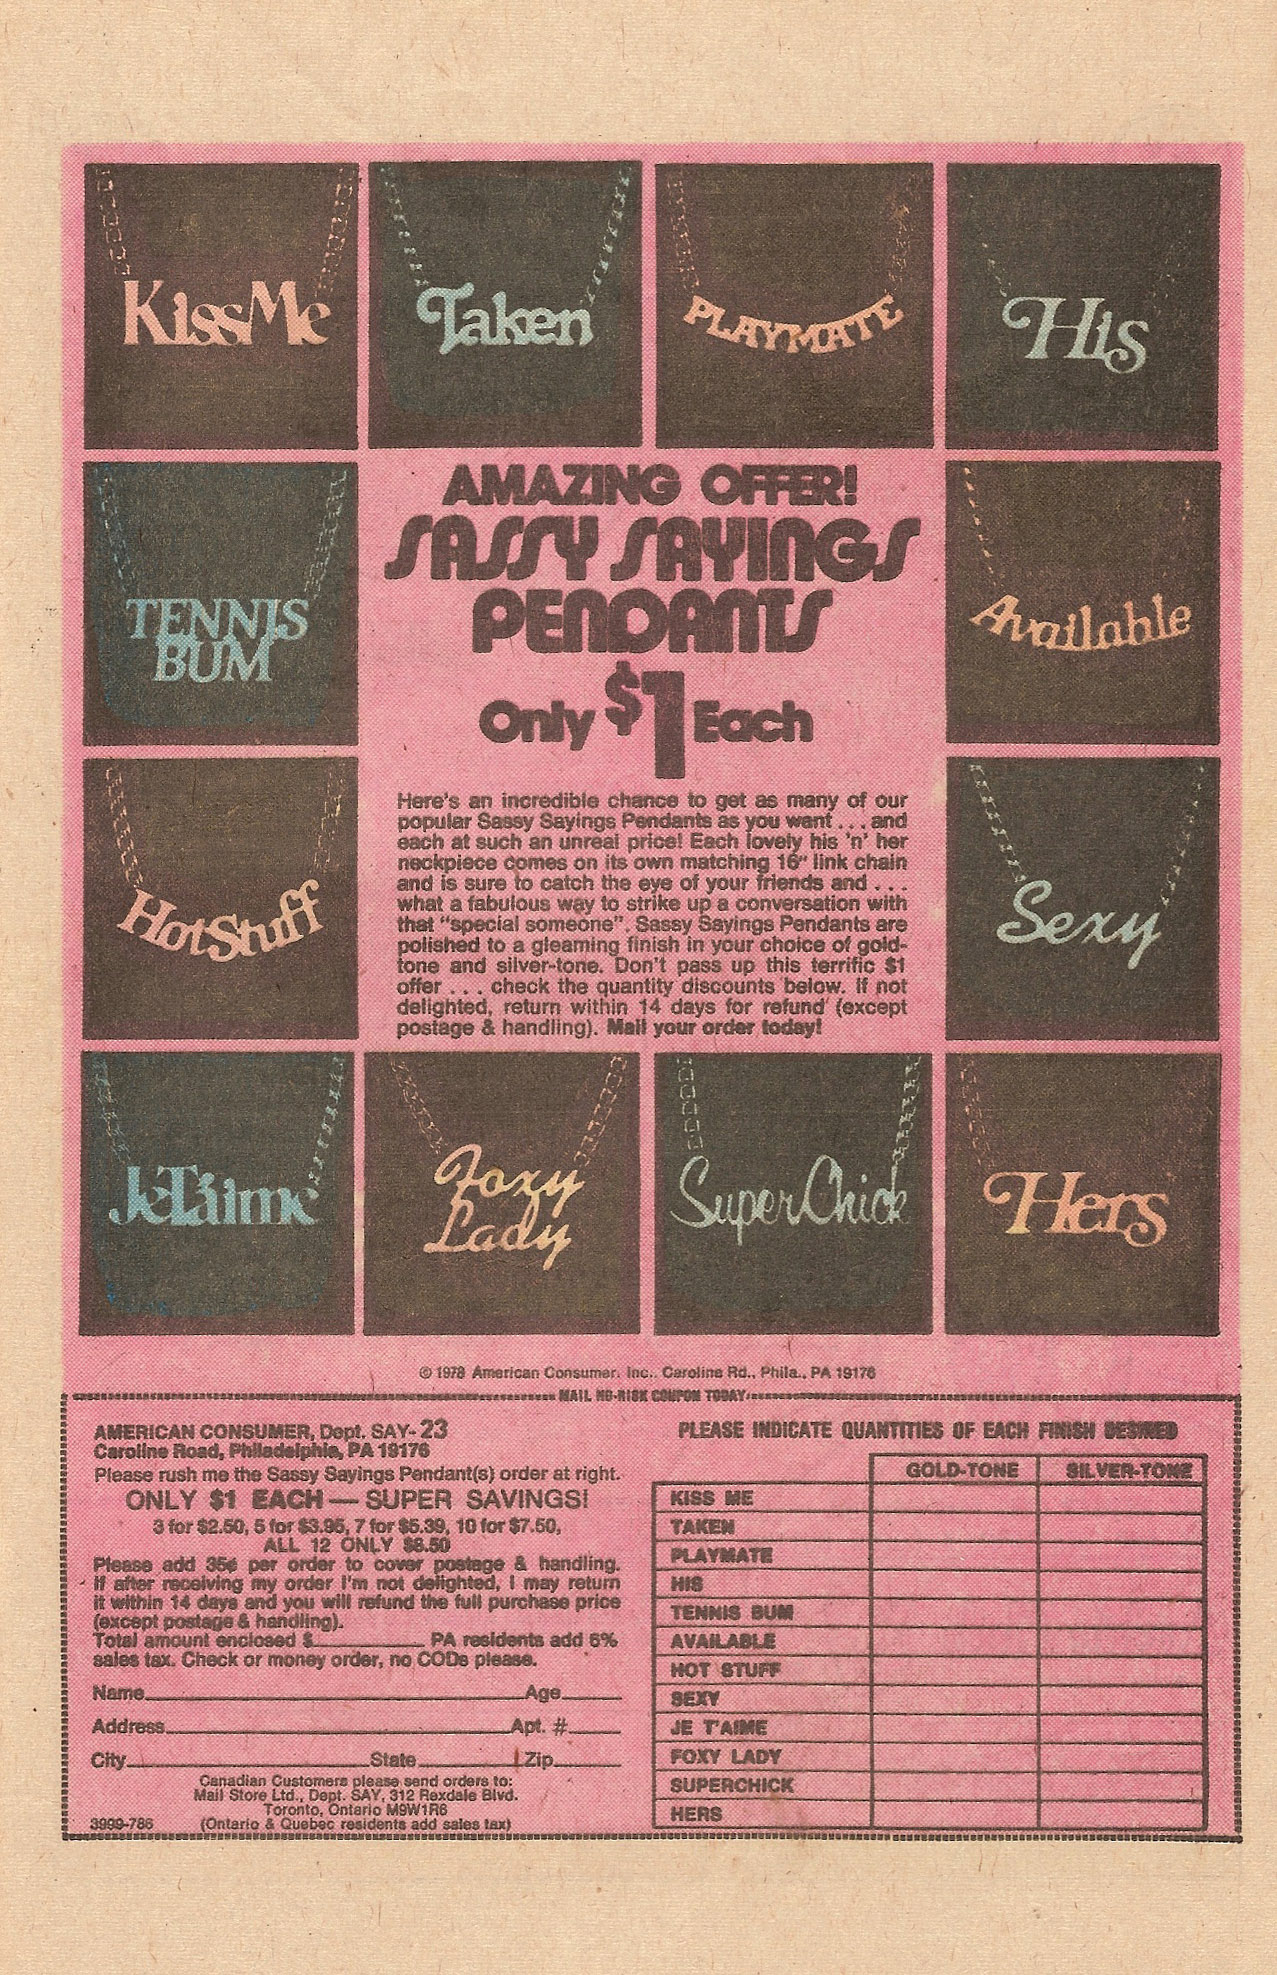 KissMe
Taken
PLAYMATE
His
TENNIS
BUM
AMAZING OFFER!
SASSY SAYINGS
PENDANTS
Only $1 Each
Available
HotStuff
Sexy
Here's an incredible chance to get as many of our
popular Sassy Sayings Pendants as you want . . . and
each at such an unreal price! Each lovely his 'n' her
neckpiece comes on its own matching 16" link chain
and is sure to catch the eye of your friends and . . .
what a fabulous way to strike up a conversation with
that "special someone". Sassy Sayings Pendants are
polished to a gleaming finish in your choice of gold-
tone and silver-tone. Don't pass up this terrific $1
offer . . . check the quantity discounts below. If not
delighted, return within 14 days for refund (except
postage & handling). Mail your order today!
JeT'aime
Foxy
Lady
SuperChick
Hers
© 1978 American Consumer, Inc., Caroline Rd., Phila., PA 19176
MAIL NO-RISK COUPON TODAY
AMERICAN CONSUMER, Dept. SAY-23
Caroline Road, Philadelphia, PA 19176
Please rush me the Sassy Sayings Pendant(s) order at right.
ONLY $1 EACH — SUPER SAVINGS!
3 for $2.50, 5 for $3.95, 7 for $5.39, 10 for $7.50,
ALL 12 ONLY $8.50
Please add 35¢ per order to cover postage & handling.
If after receiving my order I'm not delighted, I may return
it within 14 days and you will refund the full purchase price
(except postage & handling).
Total amount enclosed $ PA residents add 6%
sales tax. Check or money order, no CODs please.
Name Age
Address Apt. #
City State Zip
Canadian Customers please send orders to:
Mail Store Ltd., Dept. SAY, 312 Rexdale Blvd.
Toronto, Ontario M9W1R6
3999-786 (Ontario & Quebec residents add sales tax)
PLEASE INDICATE QUANTITIES OF EACH FINISH DESIRED
GOLD-TONE SILVER-TONE
KISS ME
TAKEN
PLAYMATE
HIS
TENNIS BUM
AVAILABLE
HOT STUFF
SEXY
JE T'AIME
FOXY LADY
SUPERCHICK
HERS